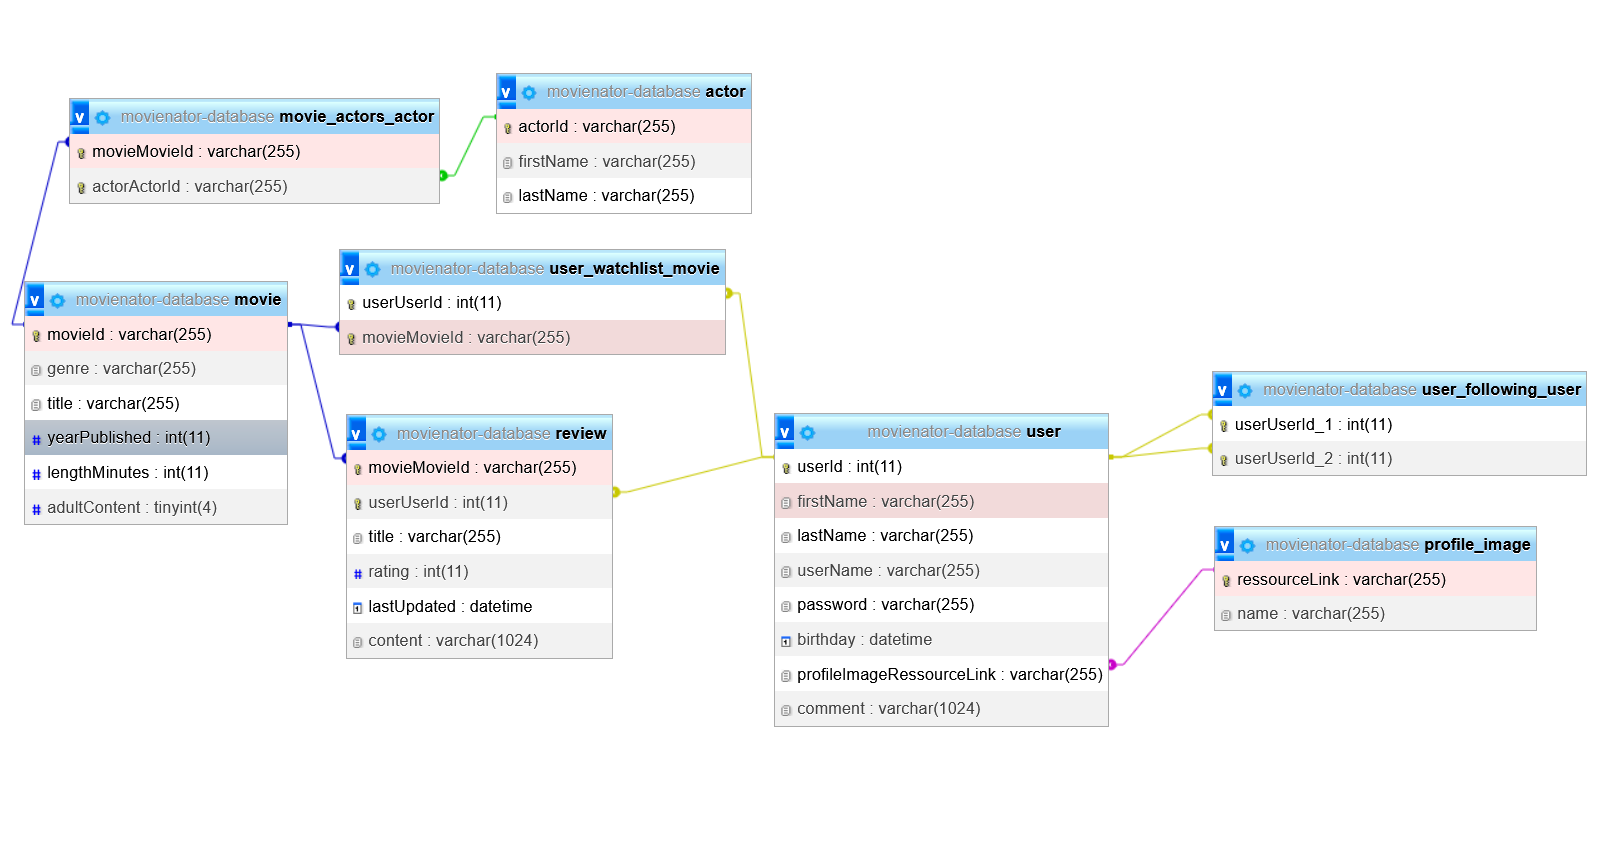 v movienator-database actor
actorId : varchar(255)
firstName : varchar(255)
lastName : varchar(255)
v movienator-database movie_actors_actor
movieMovieId : varchar(255)
actorActorId : varchar(255)
v movienator-database user_watchlist_movie
userUserId : int(11)
movieMovieId : varchar(255)
v movienator-database movie
movieId : varchar(255)
genre : varchar(255)
title : varchar(255)
# yearPublished : int(11)
# lengthMinutes : int(11)
# adultContent : tinyint(4)
v movienator-database review
movieMovieId : varchar(255)
userUserId : int(11)
title : varchar(255)
# rating : int(11)
lastUpdated : datetime
content : varchar(1024)
v movienator-database user
userId : int(11)
firstName : varchar(255)
lastName : varchar(255)
userName : varchar(255)
password : varchar(255)
birthday : datetime
profileImageRessourceLink : varchar(255)
comment : varchar(1024)
v movienator-database user_following_user
userUserId_1 : int(11)
userUserId_2 : int(11)
v movienator-database profile_image
ressourceLink : varchar(255)
name : varchar(255)